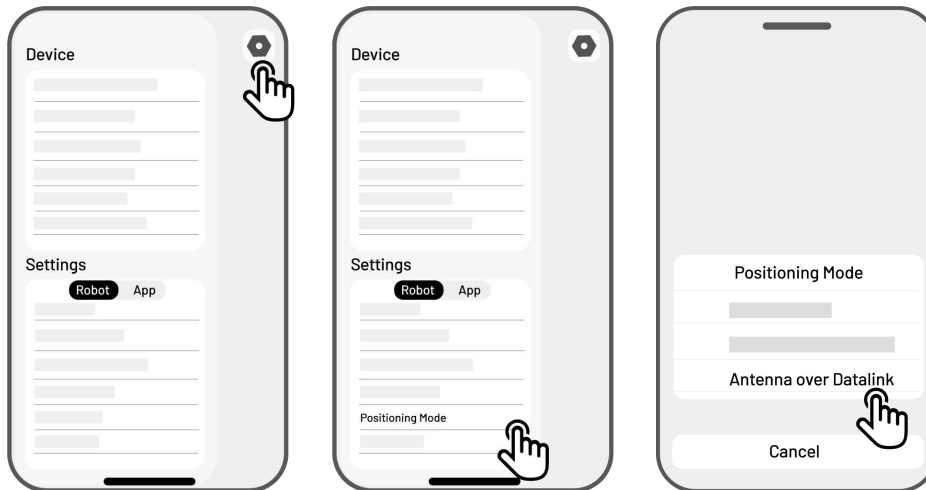 Device
Settings
Robot App
Device
Settings
Robot App
Positioning Mode
Positioning Mode
Antenna over Datalink
Cancel